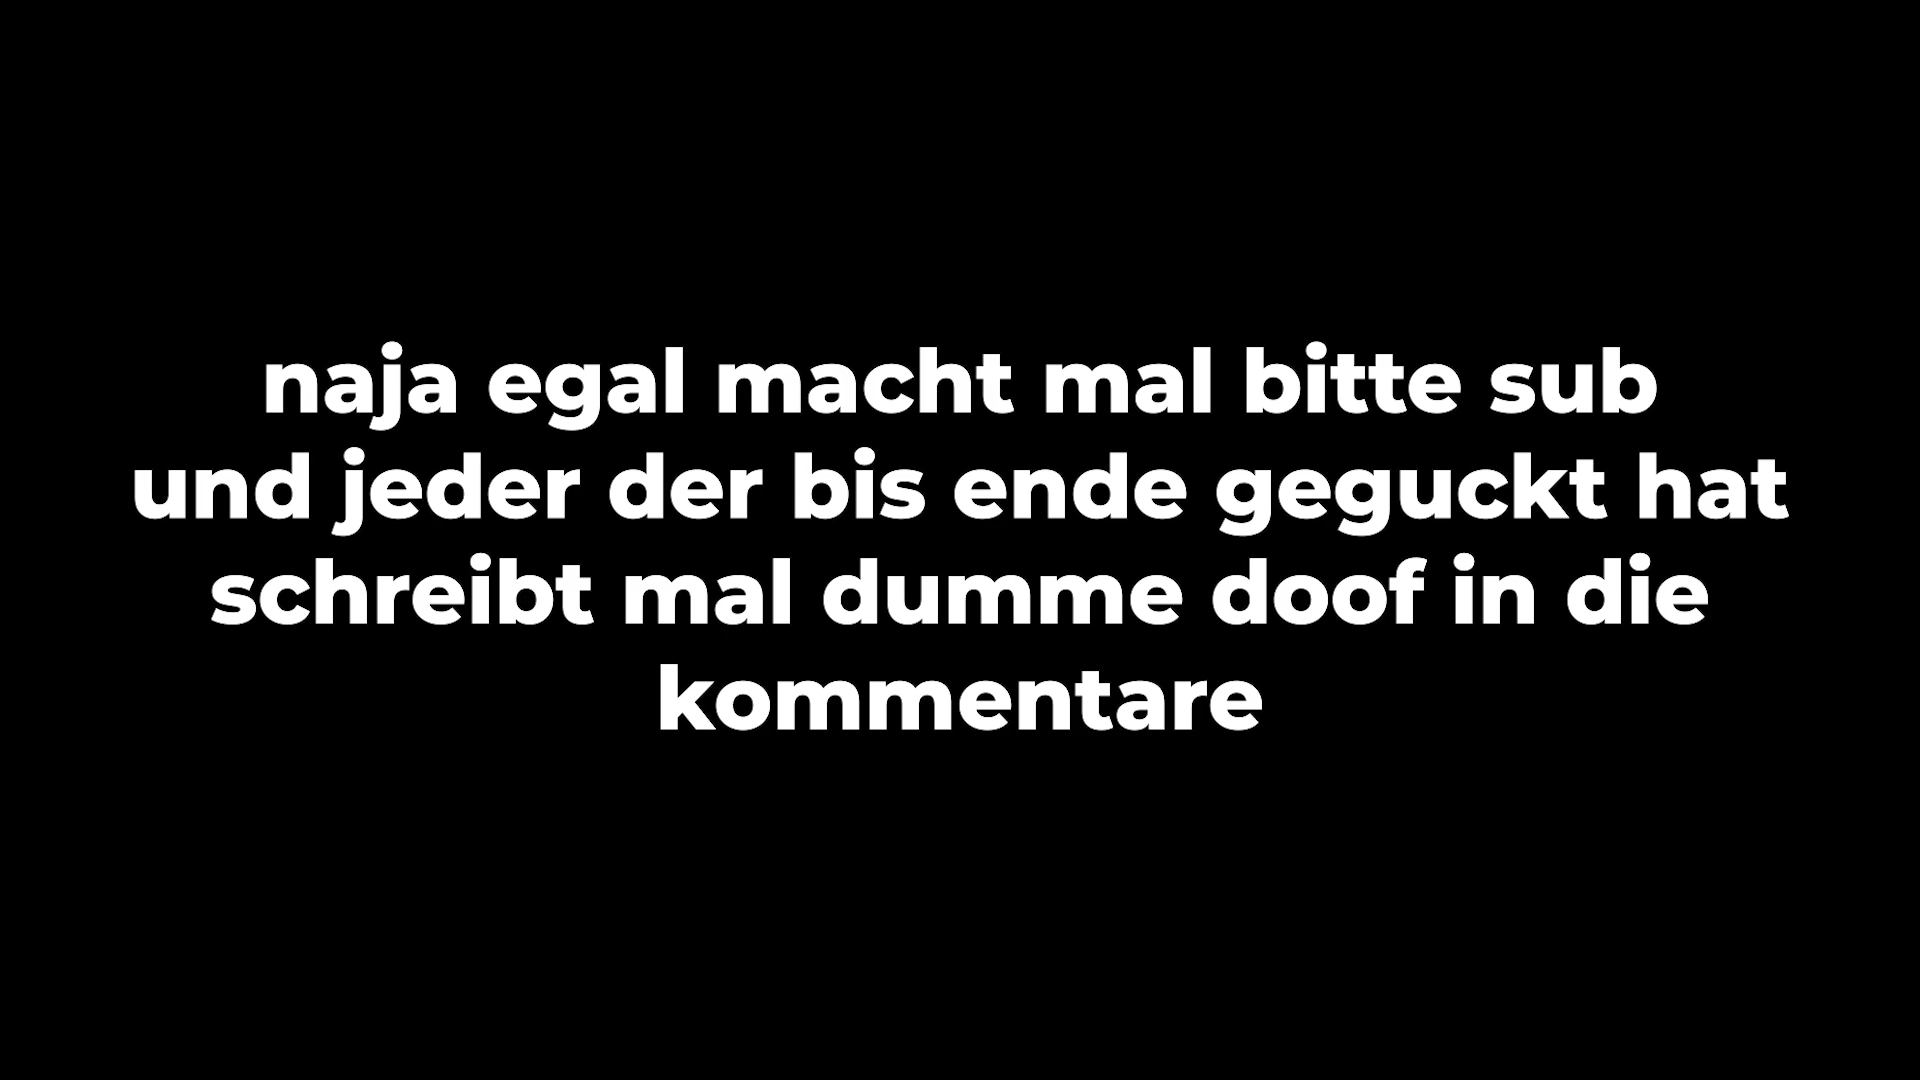 naja egal macht mal bitte sub
und jeder der bis ende geguckt hat
schreibt mal dumme doof in die
kommentare